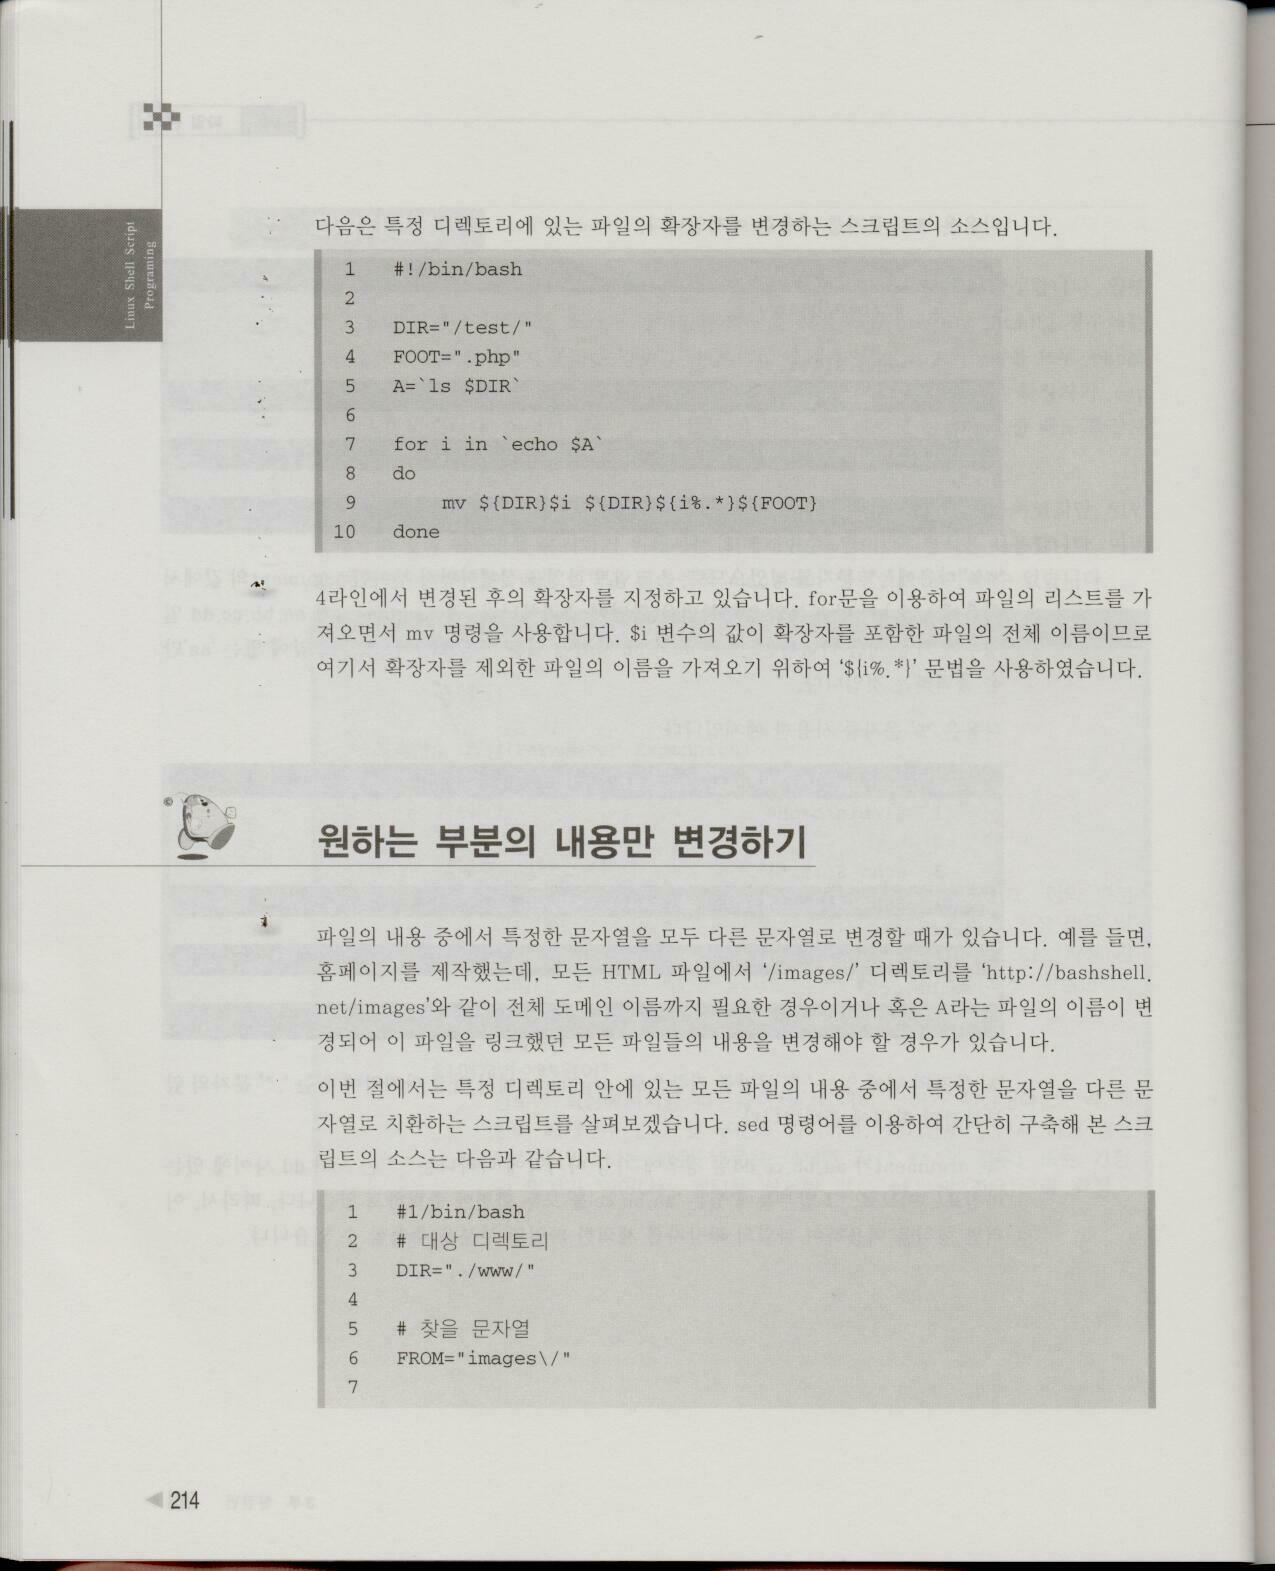 Linux Shell Script
Programing
다음은 특정 디렉토리에 있는 파일의 확장자를 변경하는 스크립트의 소스입니다.
1 #!/bin/bash
2
3 DIR="/test/"
4 FOOT=".php"
5 A=`ls $DIR`
6
7 for i in `echo $A`
8 do
9 mv ${DIR}$i ${DIR}${i%.*}${FOOT}
10 done
4라인에서 변경된 후의 확장자를 지정하고 있습니다. for문을 이용하여 파일의 리스트를 가
져오면서 mv 명령을 사용합니다. $i 변수의 값이 확장자를 포함한 파일의 전체 이름이므로
여기서 확장자를 제외한 파일의 이름을 가져오기 위하여 ‘${i%.*}’ 문법을 사용하였습니다.
©
원하는 부분의 내용만 변경하기
파일의 내용 중에서 특정한 문자열을 모두 다른 문자열로 변경할 때가 있습니다. 예를 들면,
홈페이지를 제작했는데, 모든 HTML 파일에서 ‘/images/’ 디렉토리를 ‘http://bashshell.
net/images’와 같이 전체 도메인 이름까지 필요한 경우이거나 혹은 A라는 파일의 이름이 변
경되어 이 파일을 링크했던 모든 파일들의 내용을 변경해야 할 경우가 있습니다.
이번 절에서는 특정 디렉토리 안에 있는 모든 파일의 내용 중에서 특정한 문자열을 다른 문
자열로 치환하는 스크립트를 살펴보겠습니다. sed 명령어를 이용하여 간단히 구축해 본 스크
립트의 소스는 다음과 같습니다.
1 #1/bin/bash
2 # 대상 디렉토리
3 DIR="./www/"
4
5 # 찾을 문자열
6 FROM="images\/"
7
214